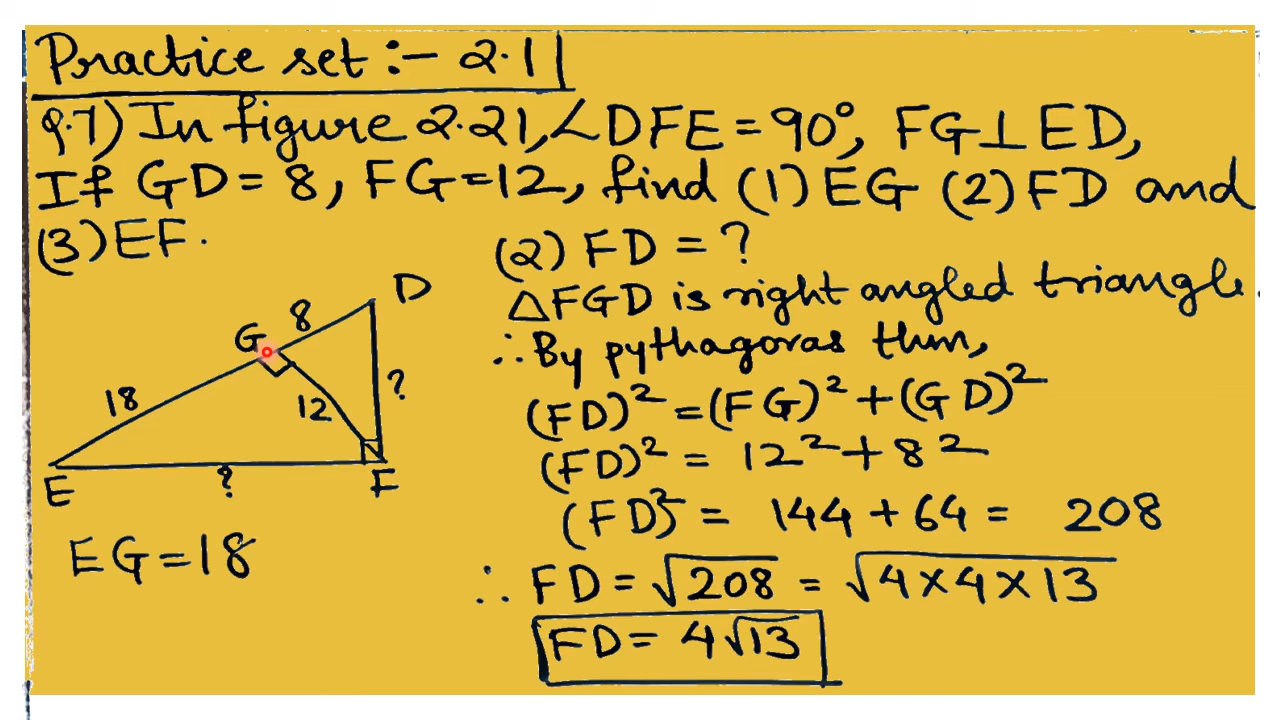 Practice set :- 2.1
Q.7) In figure 2.21, ∠DFE = 90°, FG⊥ED,
If GD = 8, FG=12, find (1) EG (2) FD and
(3) EF.
D
8
G
18
12
?
E
?
F
EG=18
(2) FD = ?
△FGD is right angled triangle.
∴ By pythagoras thm,
(FD)² = (FG)² + (GD)²
(FD)² = 12² + 8²
(FD)² = 144 + 64 = 208
∴ FD = √208 = √4×4×13
FD = 4√13